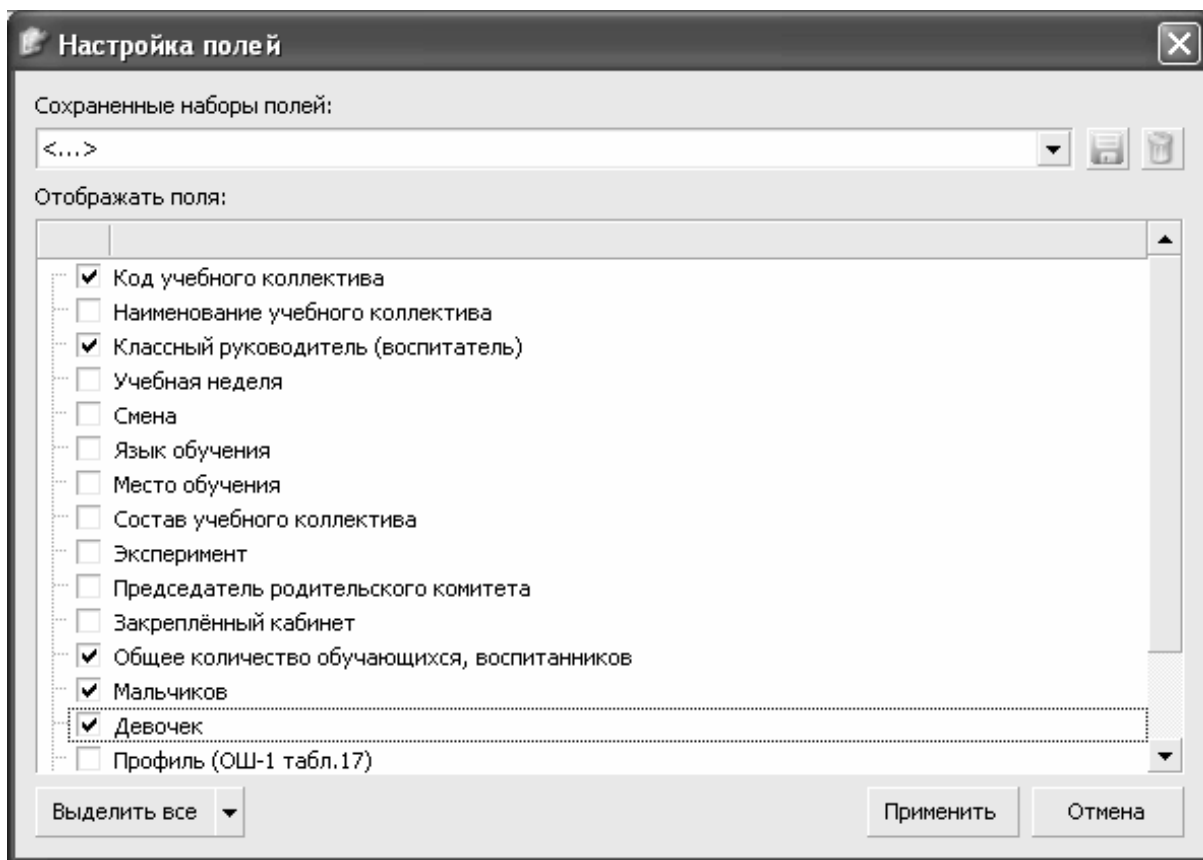 Настройка полей
Сохраненные наборы полей:
<...>
Отображать поля:
Код учебного коллектива
Наименование учебного коллектива
Классный руководитель (воспитатель)
Учебная неделя
Смена
Язык обучения
Место обучения
Состав учебного коллектива
Эксперимент
Председатель родительского комитета
Закреплённый кабинет
Общее количество обучающихся, воспитанников
Мальчиков
Девочек
Профиль (ОШ-1 табл.17)
Выделить все Применить Отмена